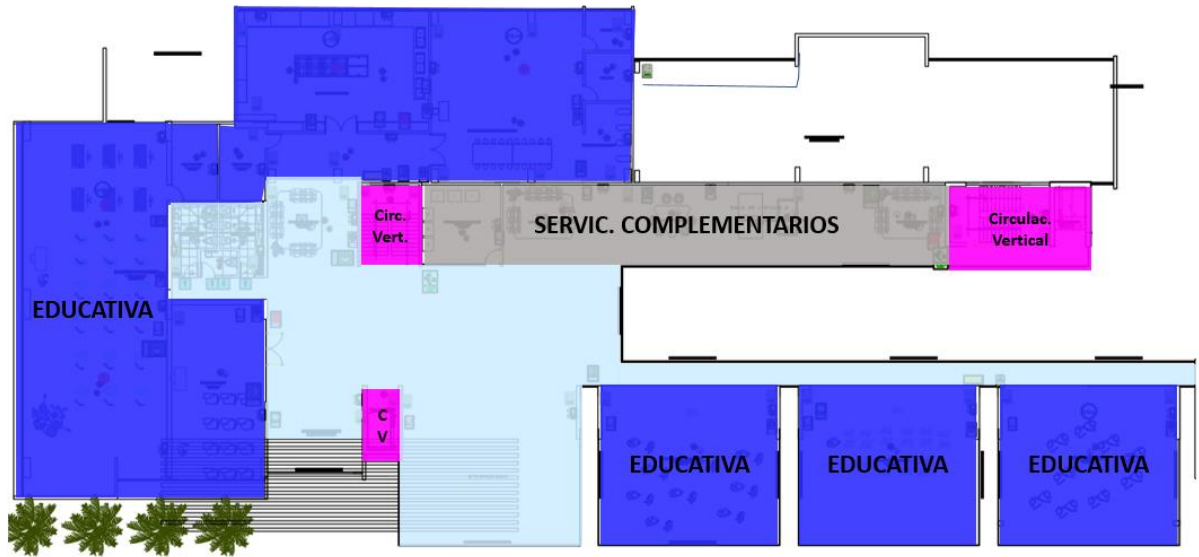 Circ.
Vert.
SERVIC. COMPLEMENTARIOS
Circulac.
Vertical
EDUCATIVA
C
V
EDUCATIVA
EDUCATIVA
EDUCATIVA